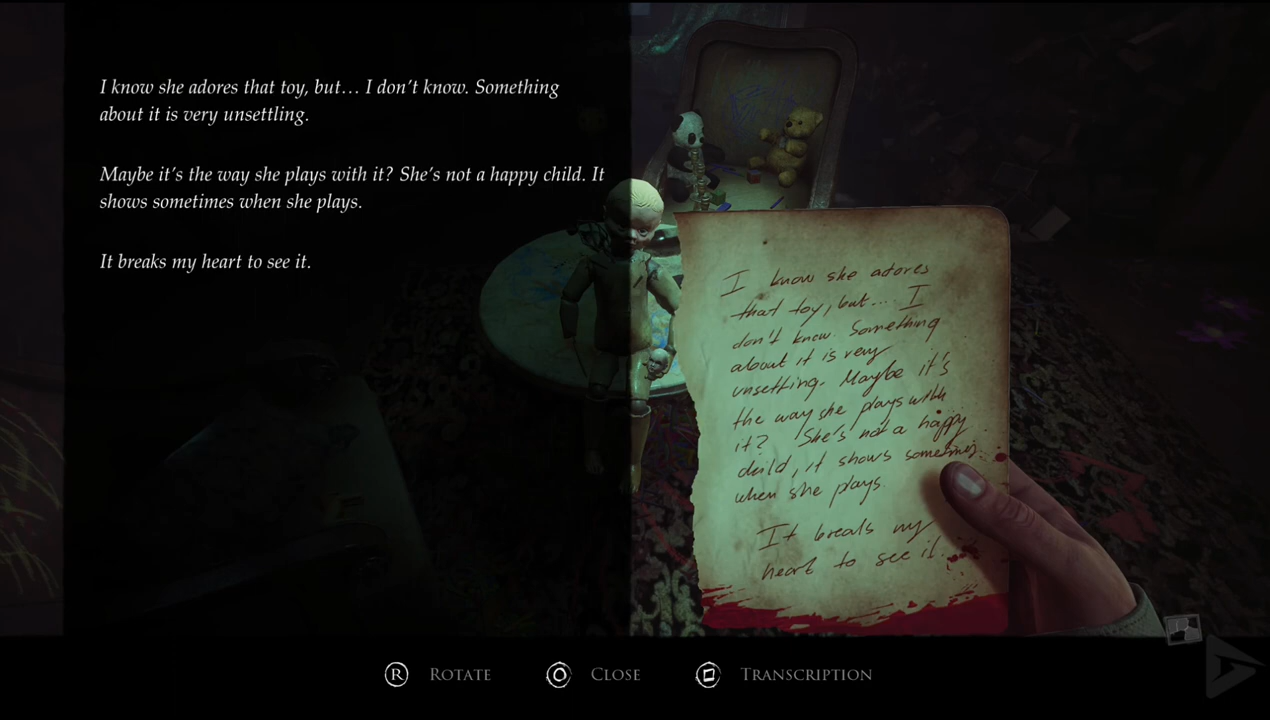 I know she adores that toy, but… I don't know. Something
about it is very unsettling.
Maybe it's the way she plays with it? She's not a happy child. It
shows sometimes when she plays.
It breaks my heart to see it.
I know she adores
that toy, but... I
don't know. Something
about it is very
unsettling. Maybe it's
the way she plays with
it? She's not a happy
child, it shows sometimes
when she plays.
It breaks my
heart to see it.
R ROTATE CLOSE TRANSCRIPTION